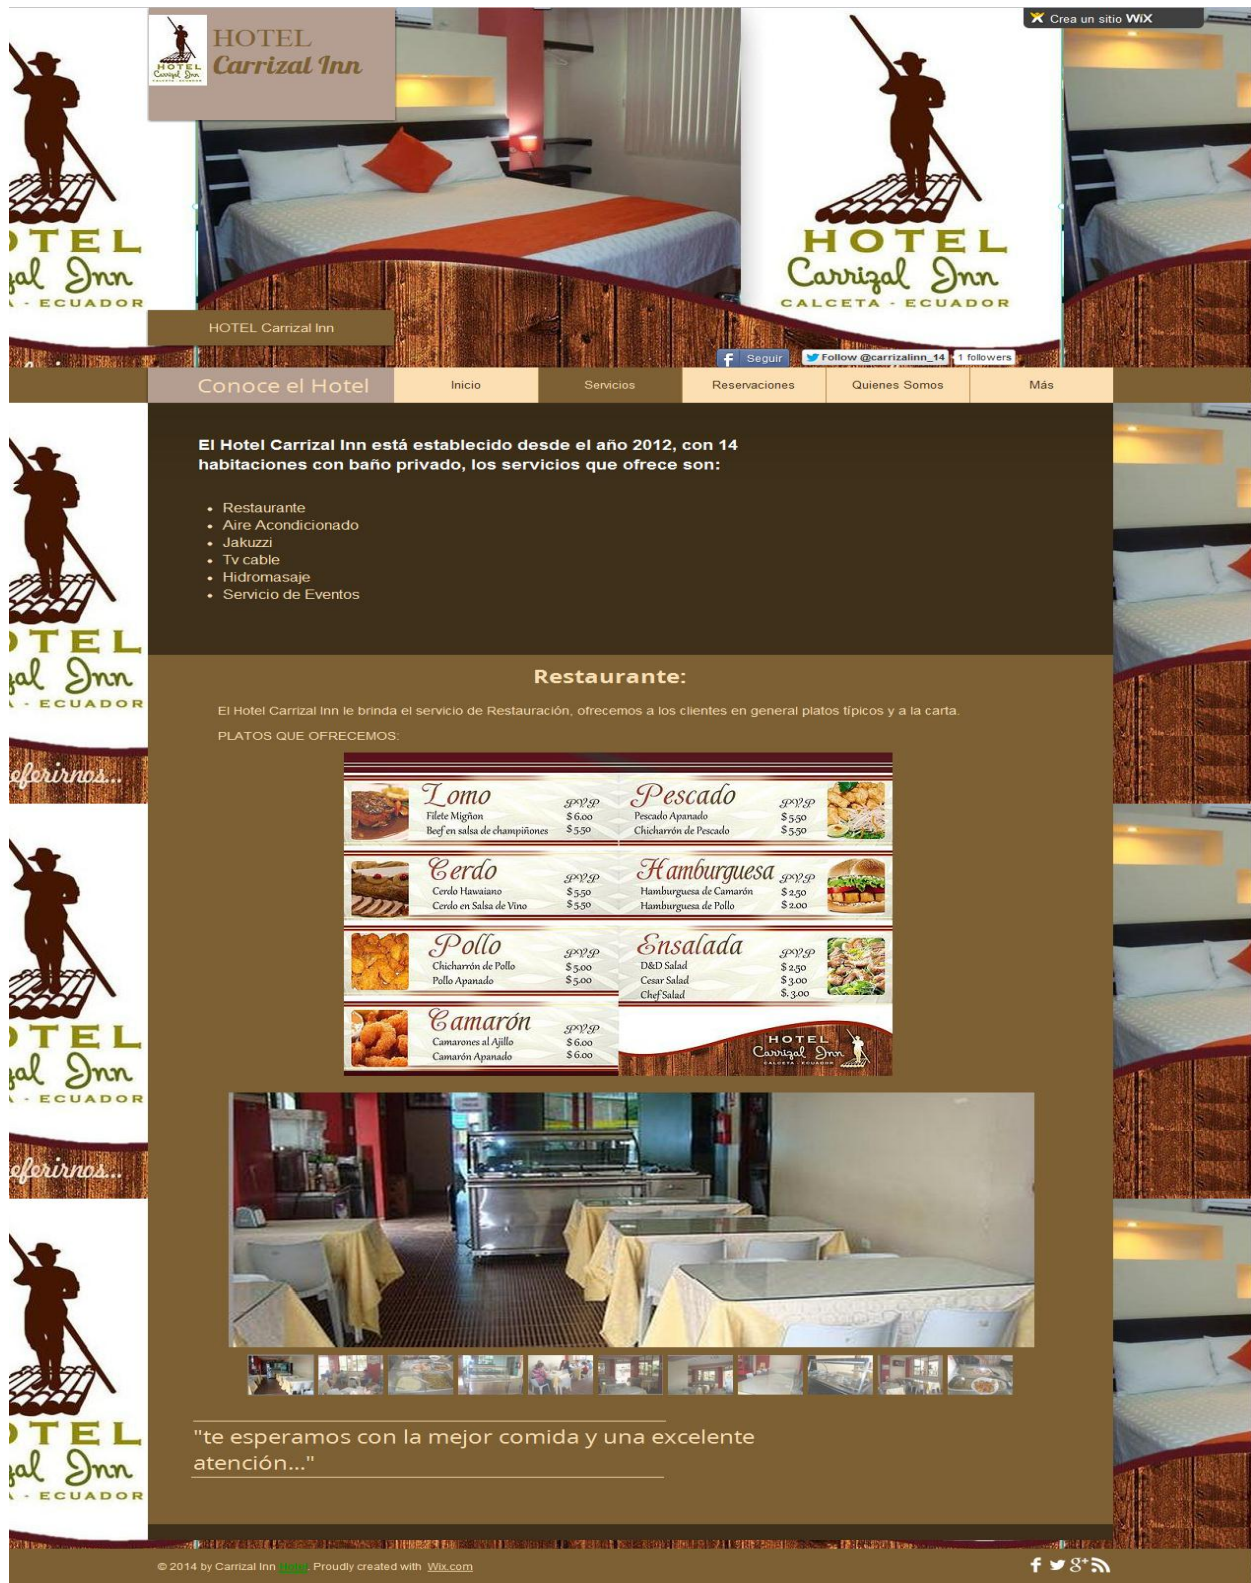 Crea un sitio WiX
HOTEL
Carrizal Inn
HOTEL
Carrizal Inn
CALCETA - ECUADOR
HOTEL
Carrizal Inn
CALCETA - ECUADOR
HOTEL Carrizal Inn
Seguir
Follow @carrizalinn_14
1 followers
Conoce el Hotel
Inicio
Servicios
Reservaciones
Quienes Somos
Más
El Hotel Carrizal Inn está establecido desde el año 2012, con 14
habitaciones con baño privado, los servicios que ofrece son:
• Restaurante
• Aire Acondicionado
• Jakuzzi
• Tv cable
• Hidromasaje
• Servicio de Eventos
Restaurante:
El Hotel Carrizal Inn le brinda el servicio de Restauración, ofrecemos a los clientes en general platos típicos y a la carta.
PLATOS QUE OFRECEMOS:
Lomo P.V.P
Filete Migñon $ 6.00
Beef en salsa de champiñones $ 5.50
Pescado P.V.P
Pescado Apanado $ 5.50
Chicharrón de Pescado $ 5.50
Cerdo P.V.P
Cerdo Hawaiano $ 5.50
Cerdo en Salsa de Vino $ 5.50
Hamburguesa P.V.P
Hamburguesa de Camarón $ 2.50
Hamburguesa de Pollo $ 2.00
Pollo P.V.P
Chicharrón de Pollo $ 5.00
Pollo Apanado $ 5.00
Ensalada P.V.P
D&D Salad $ 2.50
Cesar Salad $ 3.00
Chef Salad $. 3.00
Camarón P.V.P
Camarones al Ajillo $ 6.00
Camarón Apanado $ 6.00
HOTEL
Carrizal Inn
CALCETA - ECUADOR
"te esperamos con la mejor comida y una excelente
atención..."
© 2014 by Carrizal Inn Hotel. Proudly created with Wix.com